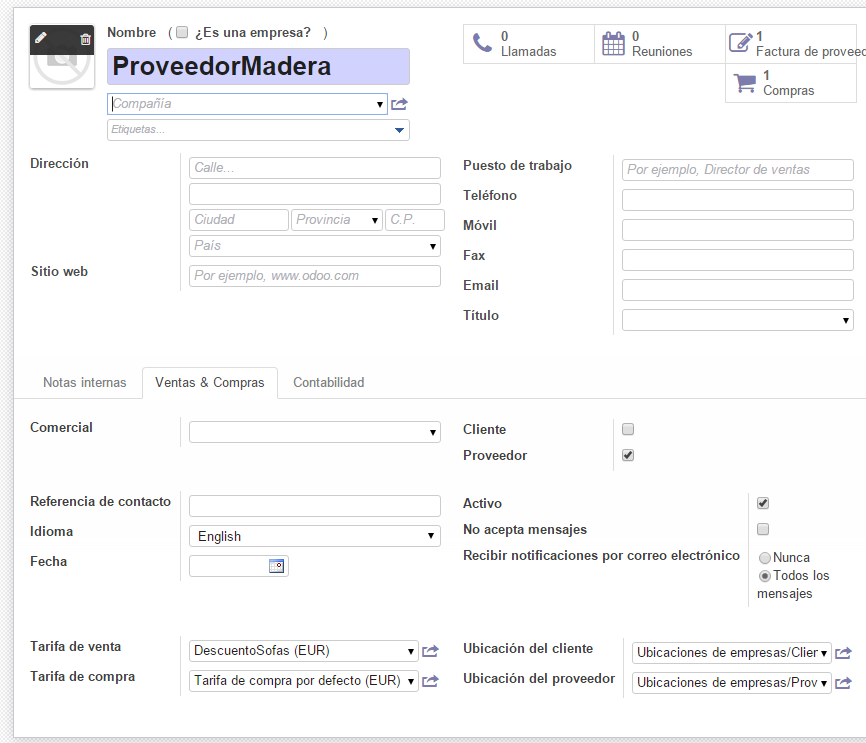 Nombre ( ¿Es una empresa? )
ProveedorMadera
Compañía
Etiquetas...
0
Llamadas
0
Reuniones
1
Factura de proveed
1
Compras
Dirección
Calle...
Ciudad Provincia C.P.
País
Sitio web Por ejemplo, www.odoo.com
Puesto de trabajo Por ejemplo, Director de ventas
Teléfono
Móvil
Fax
Email
Título
Notas internas Ventas & Compras Contabilidad
Comercial
Cliente
Proveedor
Referencia de contacto
Idioma English
Fecha
Activo
No acepta mensajes
Recibir notificaciones por correo electrónico Nunca
Todos los
mensajes
Tarifa de venta DescuentoSofas (EUR)
Tarifa de compra Tarifa de compra por defecto (EUR)
Ubicación del cliente Ubicaciones de empresas/Clier
Ubicación del proveedor Ubicaciones de empresas/Prov